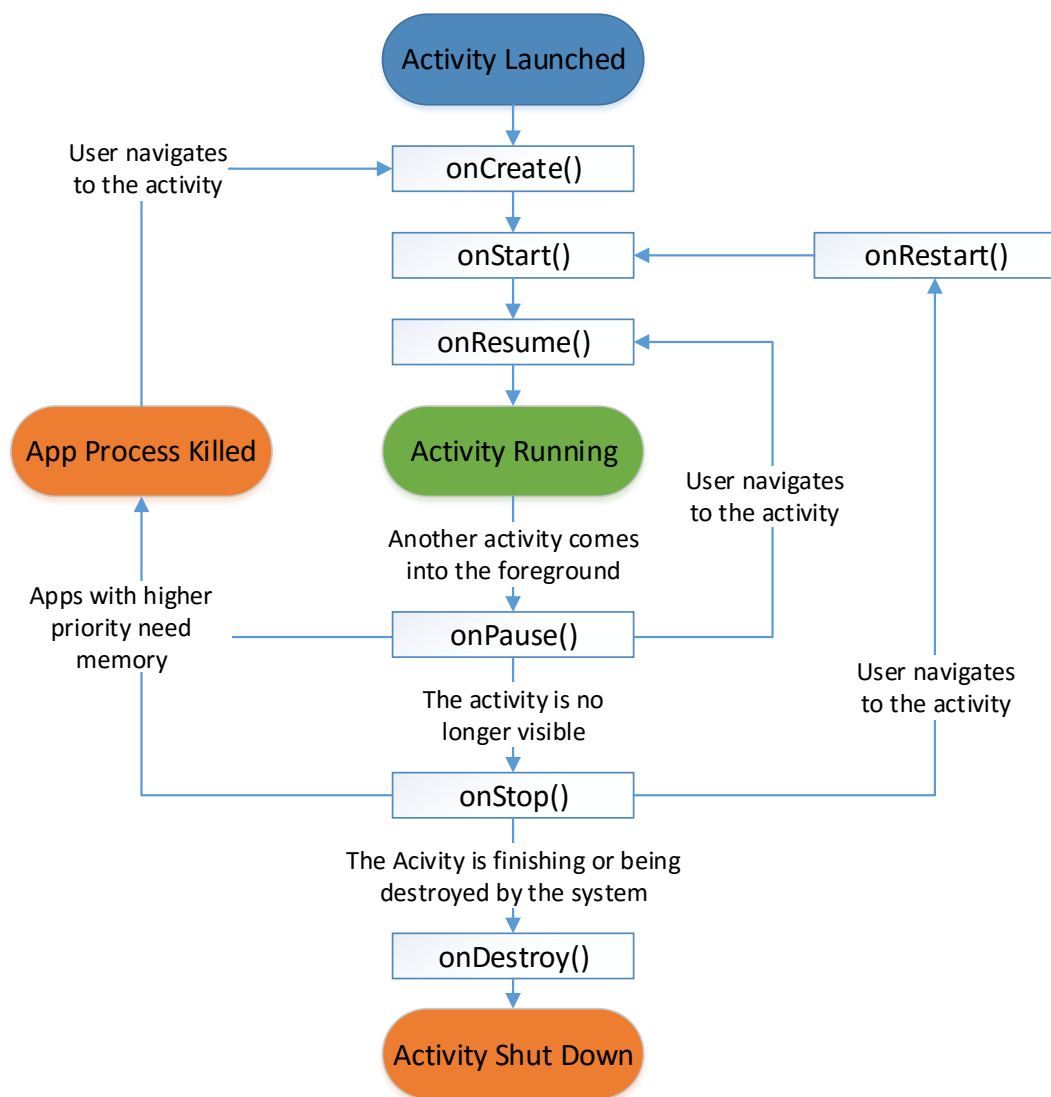 Activity Launched
User navigates
to the activity
onCreate()
onStart()
onRestart()
onResume()
App Process Killed
Activity Running
User navigates
to the activity
Another activity comes
into the foreground
Apps with higher
priority need
memory
onPause()
User navigates
to the activity
The activity is no
longer visible
onStop()
The Acivity is finishing or being
destroyed by the system
onDestroy()
Activity Shut Down